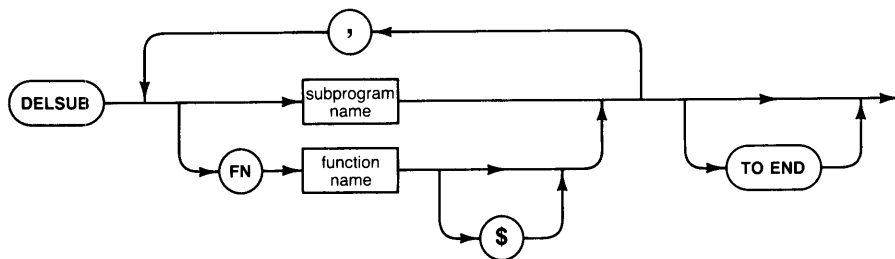 ,
DELSUB
subprogram
name
FN
function
name
$
TO END